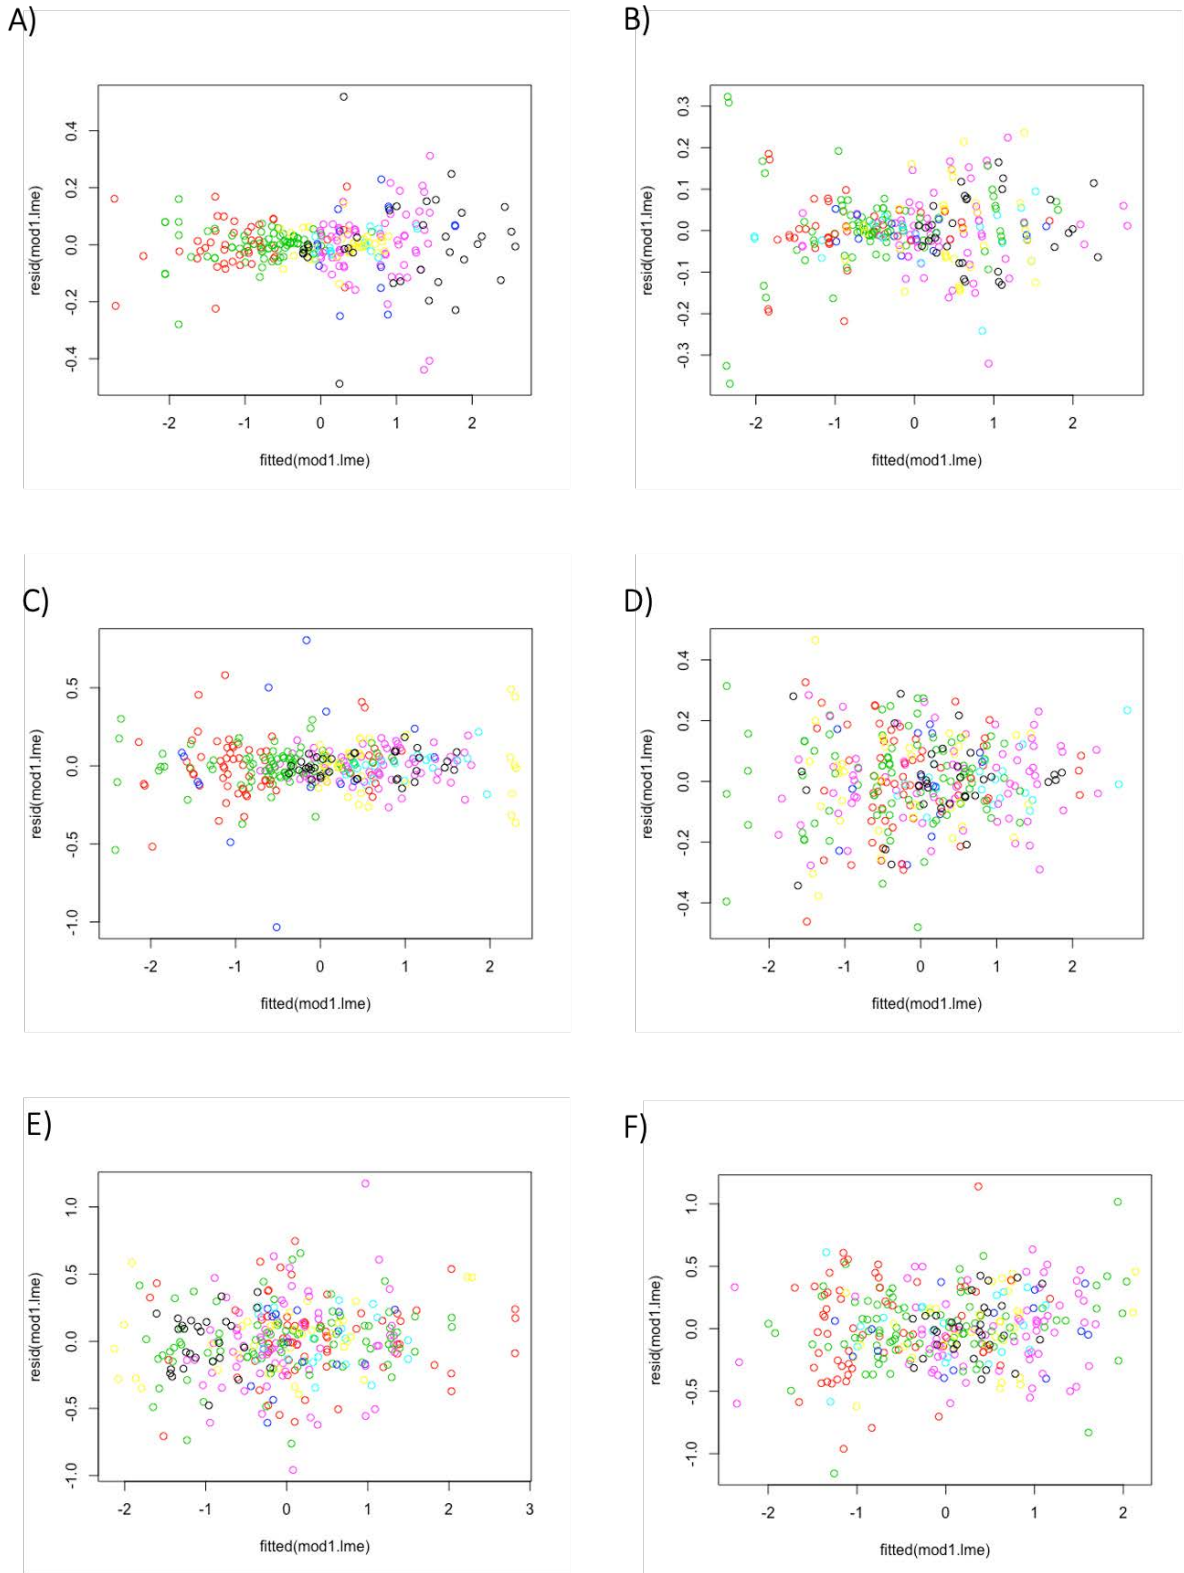 A)
B)
resid(mod1.lme)
0.4
0.2
0.0
-0.2
-0.4
-2 -1 0 1 2
fitted(mod1.lme)
resid(mod1.lme)
0.3
0.2
0.1
0.0
-0.1
-0.2
-0.3
-2 -1 0 1 2
fitted(mod1.lme)
C)
D)
resid(mod1.lme)
0.5
0.0
-0.5
-1.0
-2 -1 0 1 2
fitted(mod1.lme)
resid(mod1.lme)
0.4
0.2
0.0
-0.2
-0.4
-2 -1 0 1 2
fitted(mod1.lme)
E)
F)
resid(mod1.lme)
1.0
0.5
0.0
-0.5
-1.0
-2 -1 0 1 2 3
fitted(mod1.lme)
resid(mod1.lme)
1.0
0.5
0.0
-0.5
-1.0
-2 -1 0 1 2
fitted(mod1.lme)